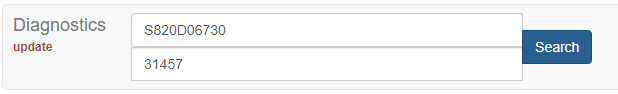 Diagnostics
update
S820D06730
31457
Search